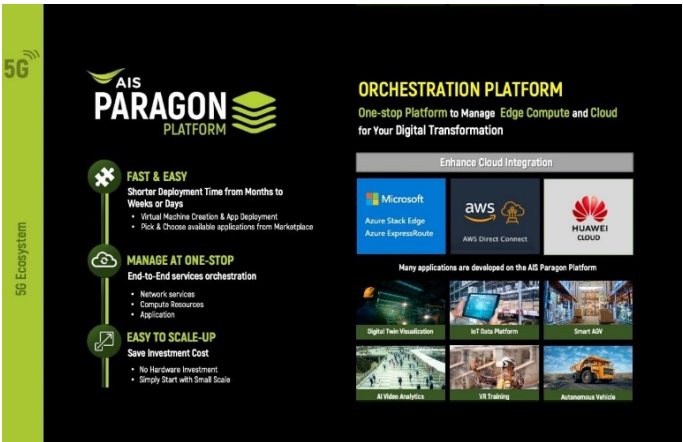 5G
5G Ecosystem
AIS
PARAGON
PLATFORM
FAST & EASY
Shorter Deployment Time from Months to
Weeks or Days
• Virtual Machine Creation & App Deployment
• Pick & Choose available applications from Marketplace
MANAGE AT ONE-STOP
End-to-End services orchestration
• Network services
• Compute Resources
• Application
EASY TO SCALE-UP
Save Investment Cost
• No Hardware Investment
• Simply Start with Small Scale
ORCHESTRATION PLATFORM
One-stop Platform to Manage Edge Compute and Cloud
for Your Digital Transformation
Enhance Cloud Integration
Microsoft
Azure Stack Edge
Azure ExpressRoute
aws
AWS Direct Connect
HUAWEI
CLOUD
Many applications are developed on the AIS Paragon Platform
Digital Twin Visualization
IoT Data Platform
Smart AGV
AI Video Analytics
VR Training
Autonomous Vehicle